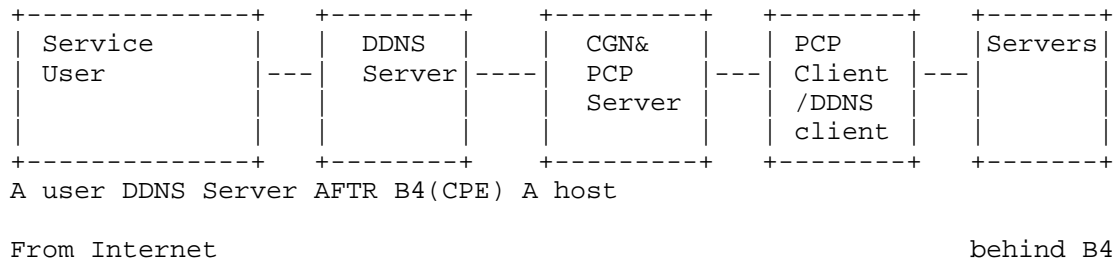 Service DDNS CGN& PCP Servers
User Server PCP Client
Server /DDNS
client
A user DDNS Server AFTR B4(CPE) A host
From Internet behind B4